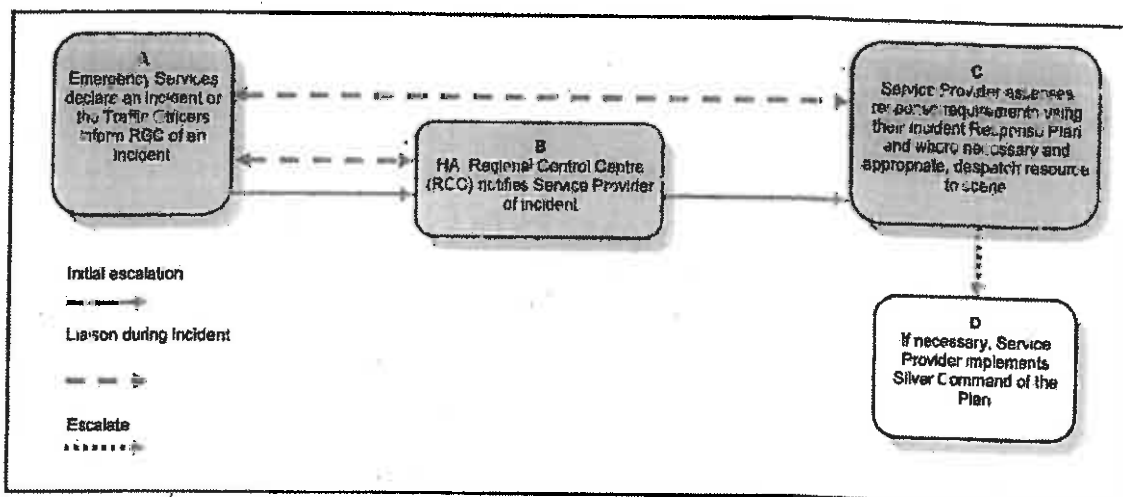 A
Emergency Services
declare an incident or
the Traffic Officers
inform RCC of an
incident
B
HA Regional Control Centre
(RCC) notifies Service Provider
of incident
C
Service Provider assesses
response requirements using
their Incident Response Plan
and where necessary and
appropriate, despatch resource
to scene
Initial escalation
Liaison during incident
Escalate
D
If necessary, Service
Provider implements
Silver Command of the
Plan